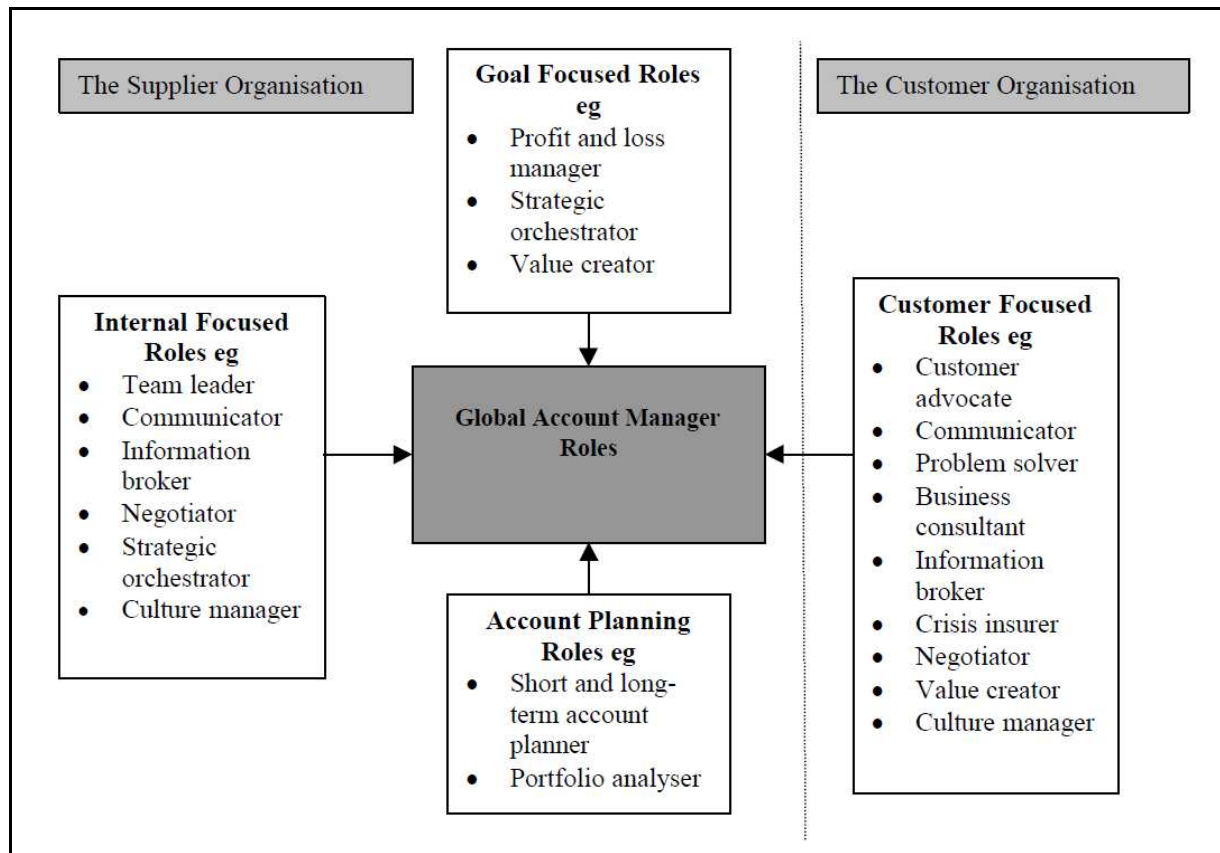 The Supplier Organisation
Goal Focused Roles
eg
• Profit and loss
manager
• Strategic
orchestrator
• Value creator
The Customer Organisation
Internal Focused
Roles eg
• Team leader
• Communicator
• Information
broker
• Negotiator
• Strategic
orchestrator
• Culture manager
Global Account Manager
Roles
Customer Focused
Roles eg
• Customer
advocate
• Communicator
• Problem solver
• Business
consultant
• Information
broker
• Crisis insurer
• Negotiator
• Value creator
• Culture manager
Account Planning
Roles eg
• Short and long-
term account
planner
• Portfolio analyser